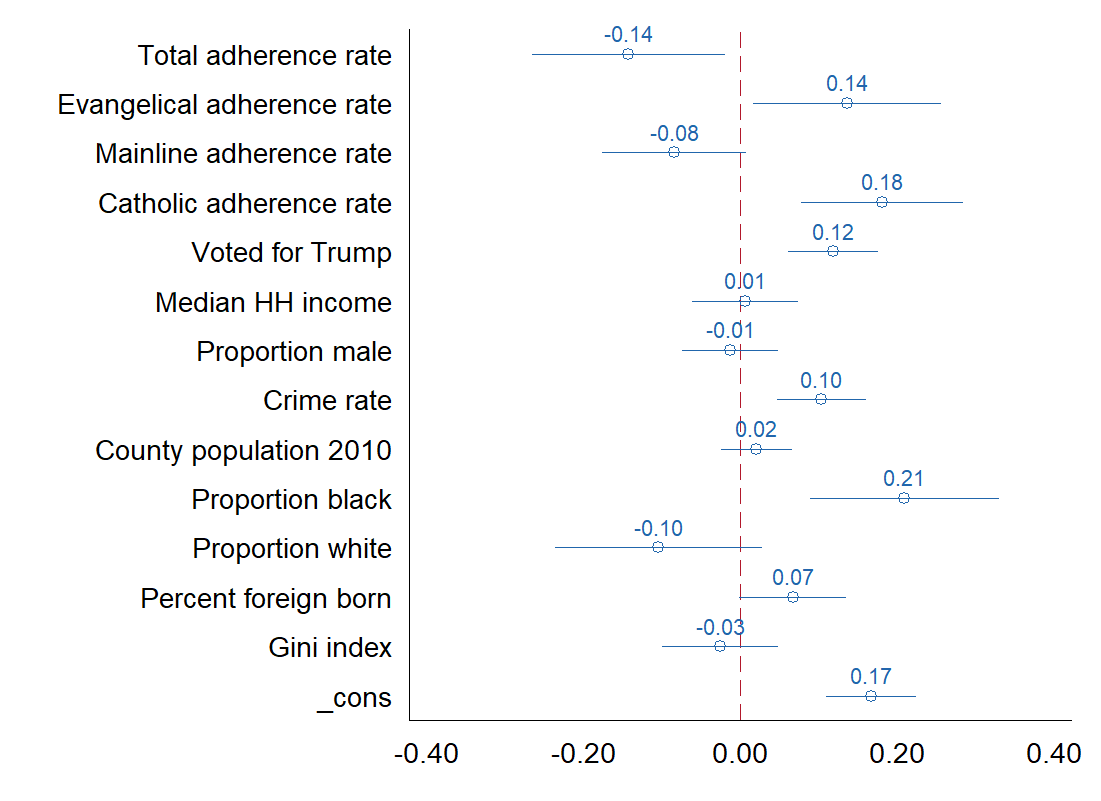 -0.14
Total adherence rate
0.14
Evangelical adherence rate
-0.08
Mainline adherence rate
0.18
Catholic adherence rate
0.12
Voted for Trump
0.01
Median HH income
-0.01
Proportion male
0.10
Crime rate
0.02
County population 2010
0.21
Proportion black
-0.10
Proportion white
0.07
Percent foreign born
-0.03
Gini index
0.17
_cons
-0.40 -0.20 0.00 0.20 0.40